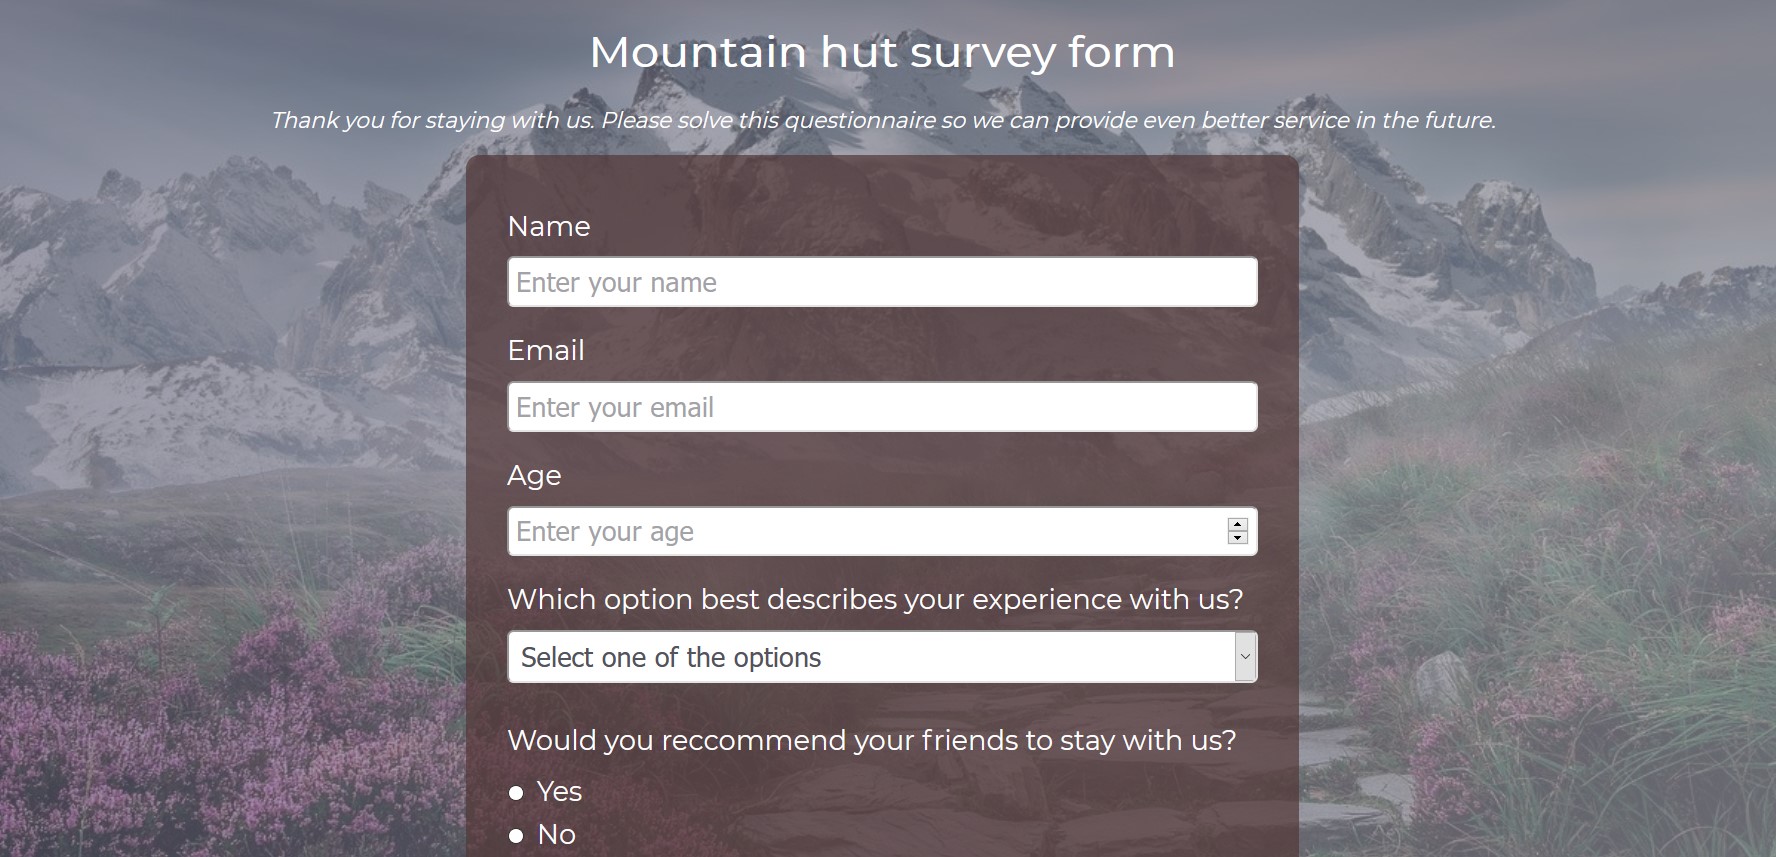 Mountain hut survey form
Thank you for staying with us. Please solve this questionnaire so we can provide even better service in the future.
Name
Enter your name
Email
Enter your email
Age
Enter your age
Which option best describes your experience with us?
Select one of the options
Would you reccommend your friends to stay with us?
Yes
No